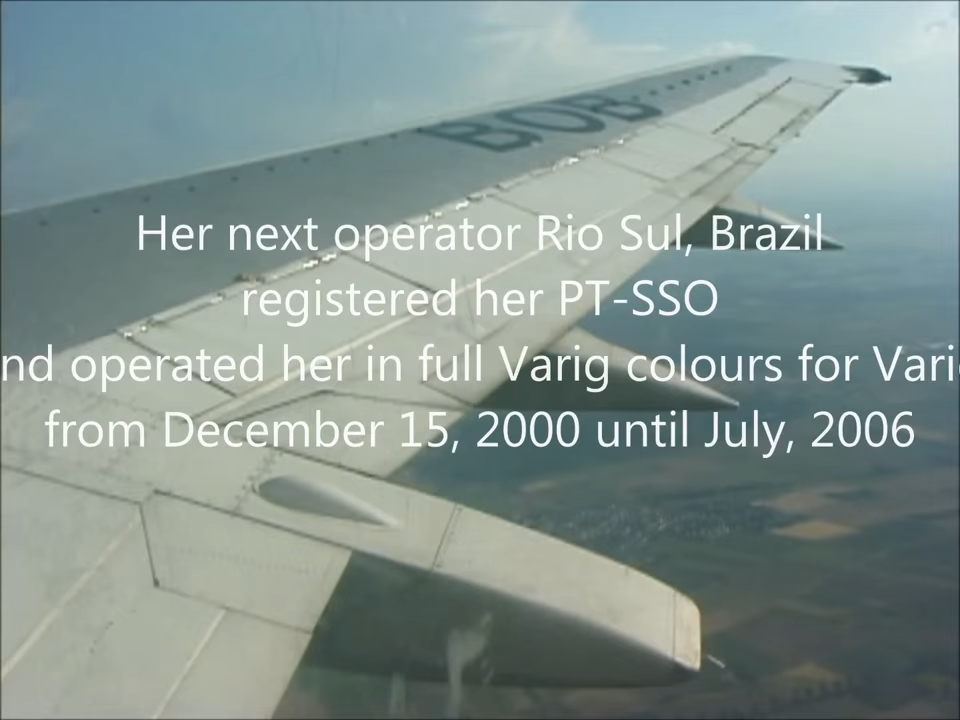 BOB
Her next operator Rio Sul, Brazil
registered her PT-SSO
nd operated her in full Varig colours for Vari
from December 15, 2000 until July, 2006